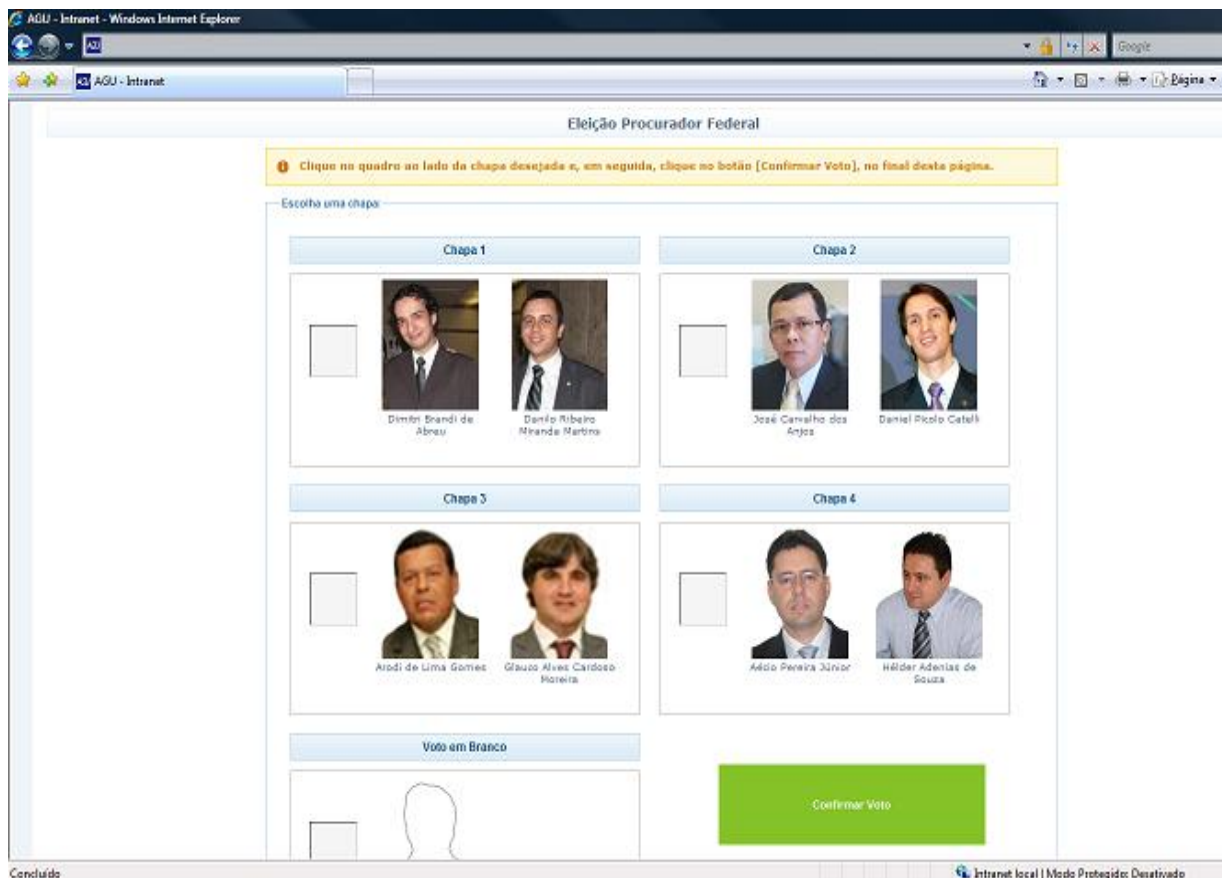 AGU - Intranet - Windows Internet Explorer
AGU
Google
AGU AGU - Intranet
Página
Eleição Procurador Federal
Clique no quadro ao lado da chapa desejada e, em seguida, clique no botão [Confirmar Voto], no final desta página.
Escolha uma chapa:
Chapa 1
Dimitri Brandi de
Abreu
Danilo Ribeiro
Miranda Martins
Chapa 2
José Carvalho dos
Anjos
Daniel Picolo Catelli
Chapa 3
Arodi de Lima Gomes
Glauco Alves Cardoso
Moreira
Chapa 4
Aécio Pereira Júnior
Hélder Adenias de
Souza
Voto em Branco
Confirmar Voto
Concluído
Intranet local | Modo Protegido: Desativado